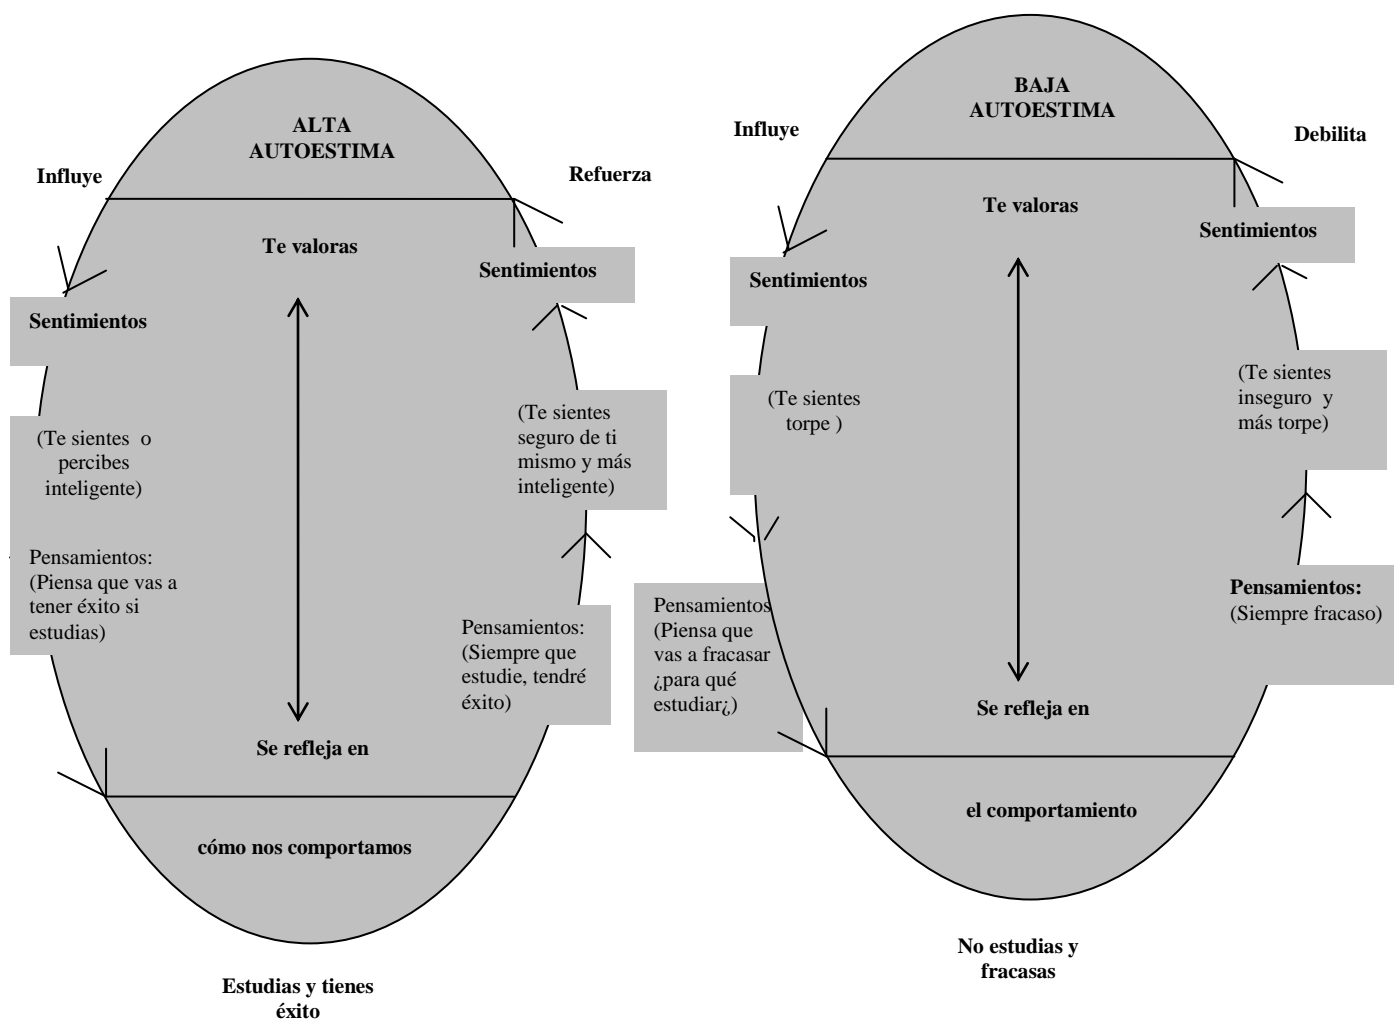 ALTA
AUTOESTIMA
Influye
Refuerza
Te valoras
Sentimientos
Sentimientos
(Te sientes o
percibes
inteligente)
(Te sientes
seguro de ti
mismo y más
inteligente)
Pensamientos:
(Piensa que vas a
tener éxito si
estudias)
Pensamientos:
(Siempre que
estudie, tendré
éxito)
Se refleja en
cómo nos comportamos
Estudias y tienes
éxito
BAJA
AUTOESTIMA
Influye
Debilita
Te valoras
Sentimientos
Sentimientos
(Te sientes
torpe )
(Te sientes
inseguro y
más torpe)
Pensamientos
(Piensa que
vas a fracasar
¿para qué
estudiar¿)
Pensamientos:
(Siempre fracaso)
Se refleja en
el comportamiento
No estudias y
fracasas